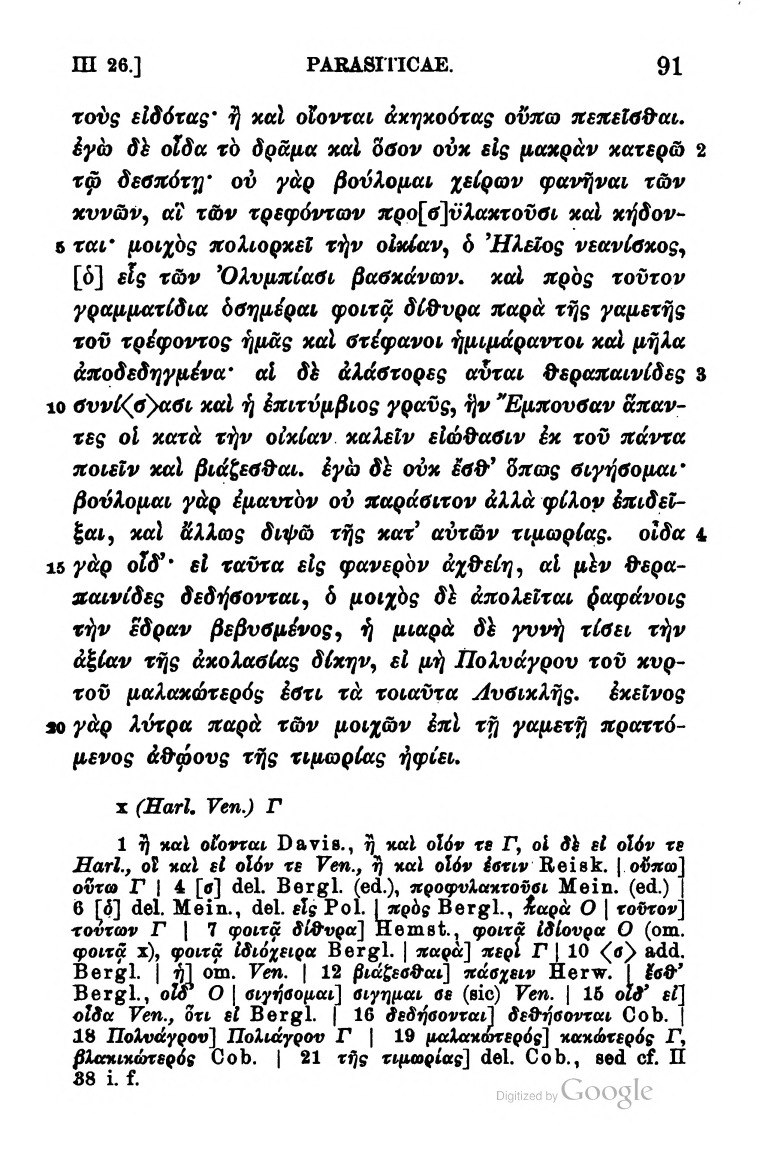 III 26.] PARASITICAE. 91
τοὺς εἰδότας· ἢ καὶ οἴονται ἀκηκοότας οὔπω πεπεῖσθαι.
ἐγὼ δὲ οἶδα τὸ δρᾶμα καὶ ὅσον οὐκ εἰς μακρὰν κατερῶ 2
τῷ δεσπότῃ· οὐ γὰρ βούλομαι χείρων φανῆναι τῶν
κυνῶν, αἳ τῶν τρεφόντων προ[σ]ϋλακτοῦσι καὶ κήδον-
5 ται· μοιχὸς πολιορκεῖ τὴν οἰκίαν, ὁ Ἠλεῖος νεανίσκος,
[ὁ] εἷς τῶν Ὀλυμπίασι βασκάνων. καὶ πρὸς τοῦτον
γραμματίδια ὁσημέραι φοιτᾷ δίθυρα παρὰ τῆς γαμετῆς
τοῦ τρέφοντος ἡμᾶς καὶ στέφανοι ἡμιμάραντοι καὶ μῆλα
ἀποδεδηγμένα· αἱ δὲ ἀλάστορες αὗται θεραπαινίδες 3
10 συνί⟨σ⟩ασι καὶ ἡ ἐπιτύμβιος γραῦς, ἣν Ἔμπουσαν ἅπαν-
τες οἱ κατὰ τὴν οἰκίαν καλεῖν εἰώθασιν ἐκ τοῦ πάντα
ποιεῖν καὶ βιάζεσθαι. ἐγὼ δὲ οὐκ ἔσθ’ ὅπως σιγήσομαι·
βούλομαι γὰρ ἐμαυτὸν οὐ παράσιτον ἀλλὰ φίλον ἐπιδεῖ-
ξαι, καὶ ἄλλως διψῶ τῆς κατ’ αὐτῶν τιμωρίας. οἶδα 4
15 γὰρ οἶδ’· εἰ ταῦτα εἰς φανερὸν ἀχθείη, αἱ μὲν θερα-
παινίδες δεδήσονται, ὁ μοιχὸς δὲ ἀπολεῖται ῥαφάνοις
τὴν ἕδραν βεβυσμένος, ἡ μιαρὰ δὲ γυνὴ τίσει τὴν
ἀξίαν τῆς ἀκολασίας δίκην, εἰ μὴ Πολυάγρου τοῦ κυρ-
τοῦ μαλακώτερός ἐστι τὰ τοιαῦτα Λυσικλῆς. ἐκεῖνος
20 γὰρ λύτρα παρὰ τῶν μοιχῶν ἐπὶ τῇ γαμετῇ πραττό-
μενος ἀθῴους τῆς τιμωρίας ἠφίει.
x (Harl. Ven.) Γ
1 ἢ καὶ οἴονται Davis., ἢ καὶ οἷόν τε Γ, οἱ δὲ εἰ οἷόν τε
Harl., οἳ καὶ εἰ οἷόν τε Ven., ἢ καὶ οἷόν ἐστιν Reisk. | οὔπω]
οὕτω Γ | 4 [σ] del. Bergl. (ed.), προφυλακτοῦσι Mein. (ed.) |
6 [ὁ] del. Mein., del. εἷς Pol. | πρὸς Bergl., παρὰ O | τοῦτον]
τούτων Γ | 7 φοιτᾷ δίθυρα] Hemst., φοιτᾷ ἰδίουρα O (om.
φοιτᾷ x), φοιτᾷ ἰδιόχειρα Bergl. | παρὰ] περὶ Γ | 10 ⟨σ⟩ add.
Bergl. | ἡ] om. Ven. | 12 βιάζεσθαι] πάσχειν Herw. | ἔσθ’
Bergl., οἶδ’ O | σιγήσομαι] σιγημαι σε (sic) Ven. | 15 οἶδ’ εἰ]
οἶδα Ven., ὅτι εἰ Bergl. | 16 δεδήσονται] δεθήσονται Cob. |
18 Πολυάγρου] Πολιάγρου Γ | 19 μαλακώτερός] κακώτερός Γ,
βλακικώτερός Cob. | 21 τῆς τιμωρίας] del. Cob., sed cf. II
38 i. f.
Digitized by Google